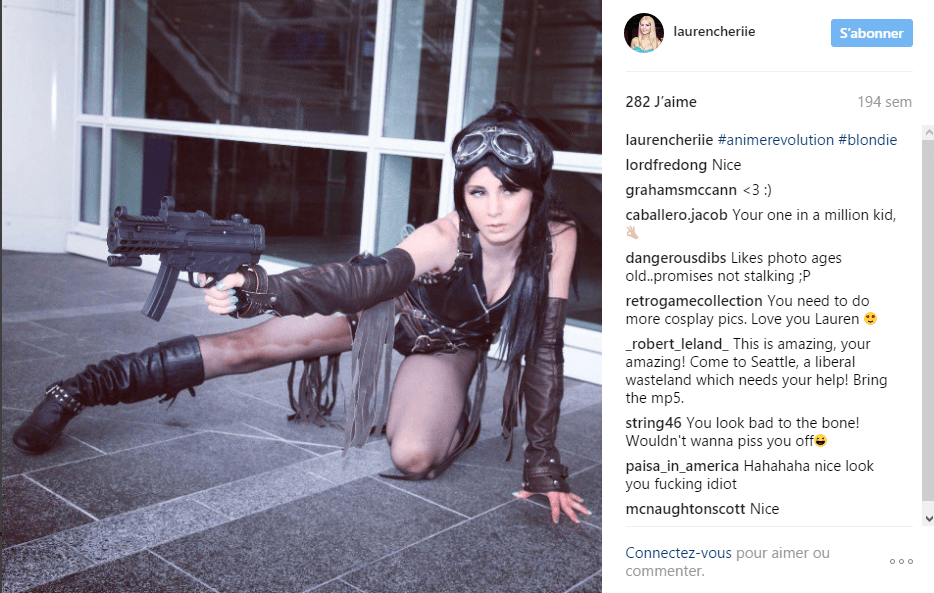 laurencheriie
S'abonner
282 J'aime
194 sem
laurencheriie #animerevolution #blondie
lordfredong Nice
grahamsmccann <3 :)
caballero.jacob Your one in a million kid,
👌🏻
dangerousdibs Likes photo ages
old..promises not stalking ;P
retrogamecollection You need to do
more cosplay pics. Love you Lauren 😍
_robert_leland_ This is amazing, your
amazing! Come to Seattle, a liberal
wasteland which needs your help! Bring
the mp5.
string46 You look bad to the bone!
Wouldn't wanna piss you off😆
paisa_in_america Hahahaha nice look
you fucking idiot
mcnaughtonscott Nice
Connectez-vous pour aimer ou
commenter.